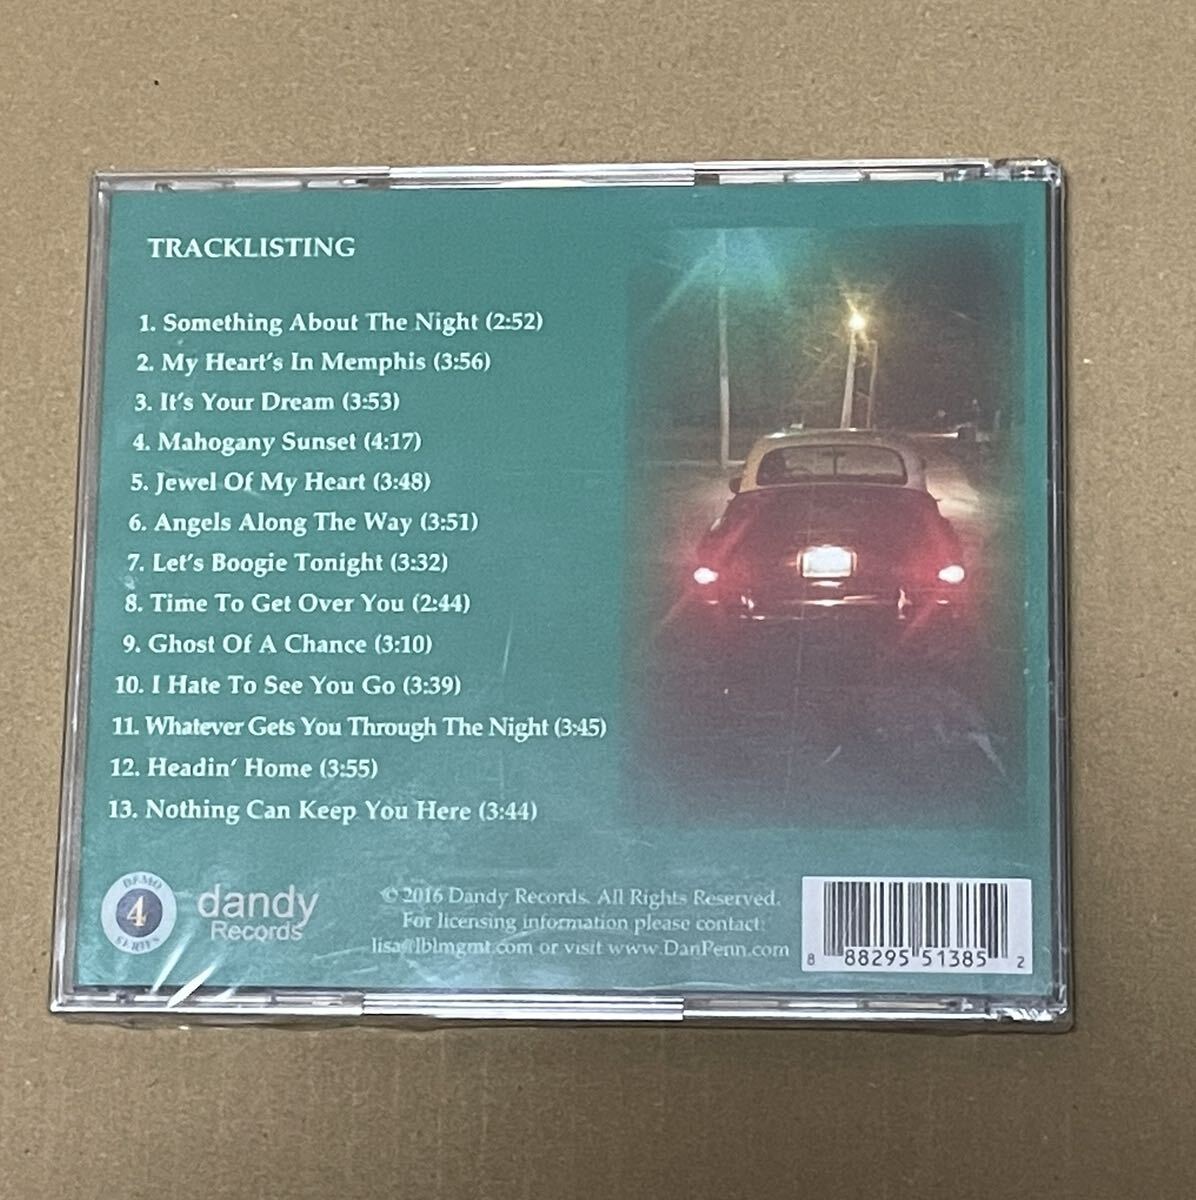 TRACKLISTING
1. Something About The Night (2:52)
2. My Heart's In Memphis (3:56)
3. It's Your Dream (3:53)
4. Mahogany Sunset (4:17)
5. Jewel Of My Heart (3:48)
6. Angels Along The Way (3:51)
7. Let's Boogie Tonight (3:32)
8. Time To Get Over You (2:44)
9. Ghost Of A Chance (3:10)
10. I Hate To See You Go (3:39)
11. Whatever Gets You Through The Night (3:45)
12. Headin' Home (3:55)
13. Nothing Can Keep You Here (3:44)
DEMO
4
SERIES
dandy
Records
© 2016 Dandy Records. All Rights Reserved.
For licensing information please contact:
lisa@lblmgmt.com or visit www.DanPenn.com
8 88295 51385 2